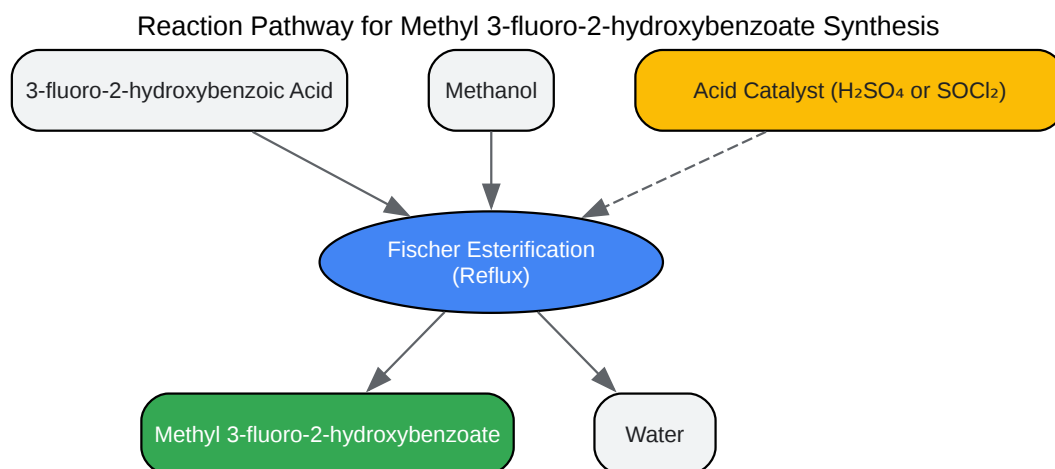 Reaction Pathway for Methyl 3-fluoro-2-hydroxybenzoate Synthesis
3-fluoro-2-hydroxybenzoic Acid
Methanol
Acid Catalyst (H₂SO₄ or SOCl₂)
Fischer Esterification
(Reflux)
Methyl 3-fluoro-2-hydroxybenzoate
Water